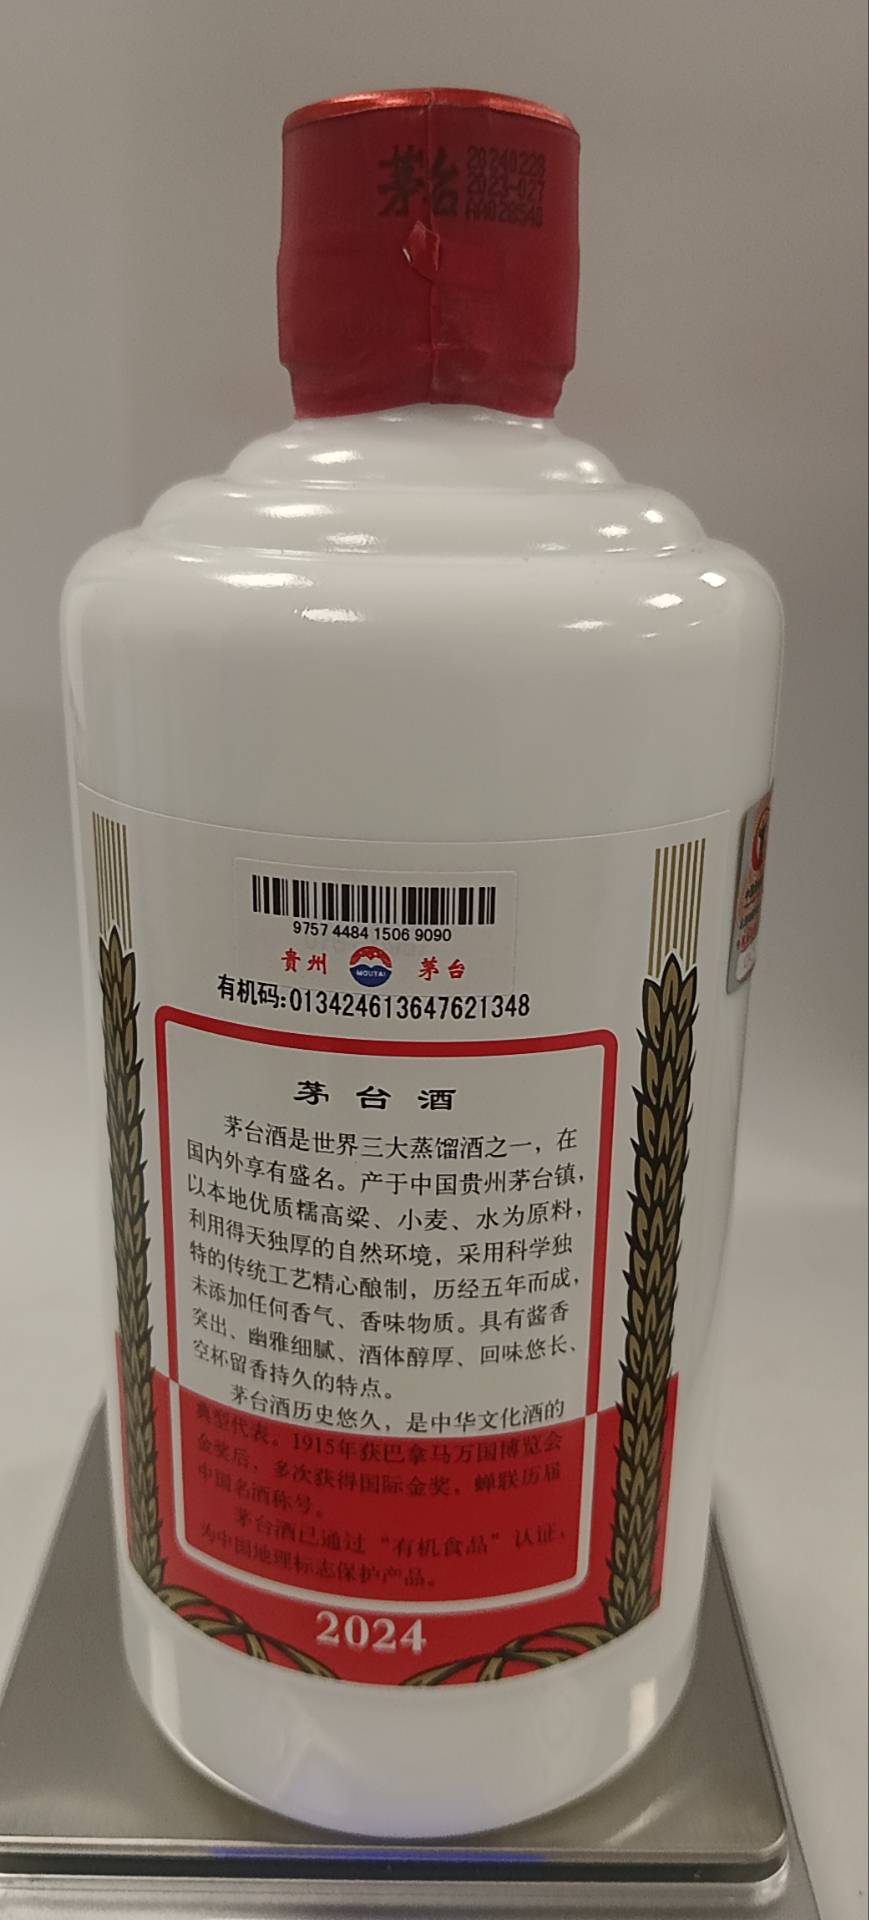 茅台
20240228
2023-027
AA028540
9757 4484 1506 9090
贵州 MOUTAI 茅台
有机码:013424613647621348
茅台酒
茅台酒是世界三大蒸馏酒之一，在
国内外享有盛名。产于中国贵州茅台镇，
以本地优质糯高粱、小麦、水为原料，
利用得天独厚的自然环境，采用科学独
特的传统工艺精心酿制，历经五年而成，
未添加任何香气、香味物质。具有酱香
突出、幽雅细腻、酒体醇厚、回味悠长、
空杯留香持久的特点。
茅台酒历史悠久，是中华文化酒的
典型代表。1915年获巴拿马万国博览会
金奖后，多次获得国际金奖，蝉联历届
中国名酒称号。
茅台酒已通过“有机食品”认证，
为中国地理标志保护产品。
2024